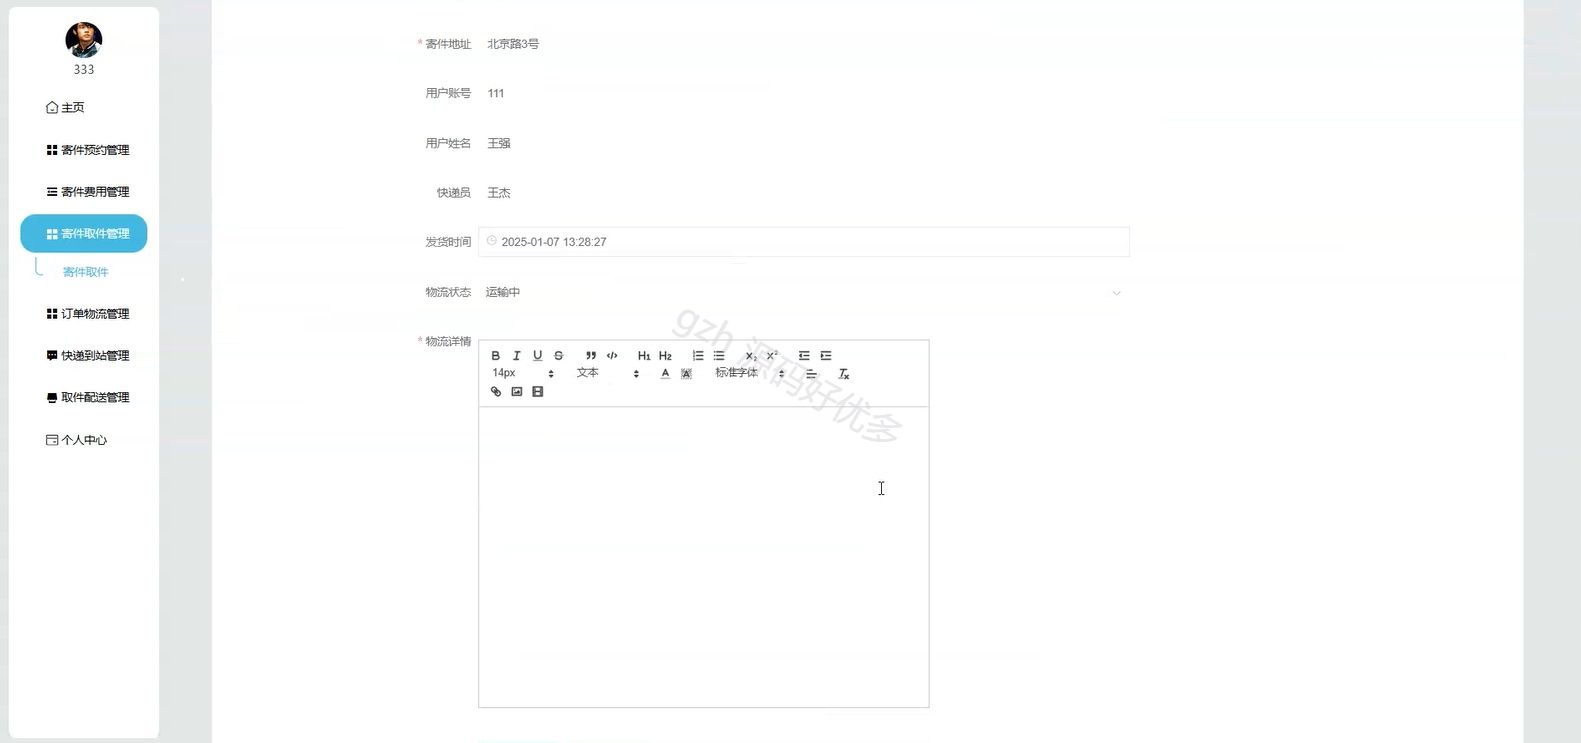 333
主页
寄件预约管理
寄件费用管理
寄件取件管理
寄件取件
订单物流管理
快递到站管理
取件配送管理
个人中心
* 寄件地址 北京路3号
用户账号 111
用户姓名 王强
快递员 王杰
发货时间 2025-01-07 13:28:27
物流状态 运输中
* 物流详情
B I U S ” </> H1 H2 X₂ X²
14px 文本 A A 标准字体 Tx
gzh 源码好优多